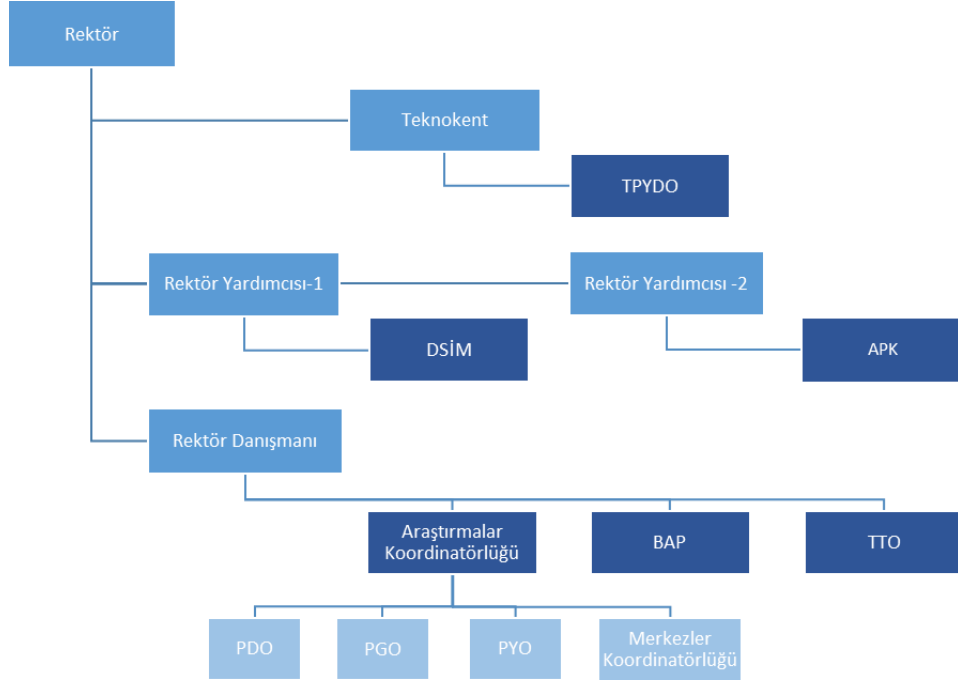 Rektör
Teknokent
TPYDO
Rektör Yardımcısı-1
Rektör Yardımcısı -2
DSİM
APK
Rektör Danışmanı
Araştırmalar
Koordinatörlüğü
BAP
TTO
PDO
PGO
PYO
Merkezler
Koordinatörlüğü